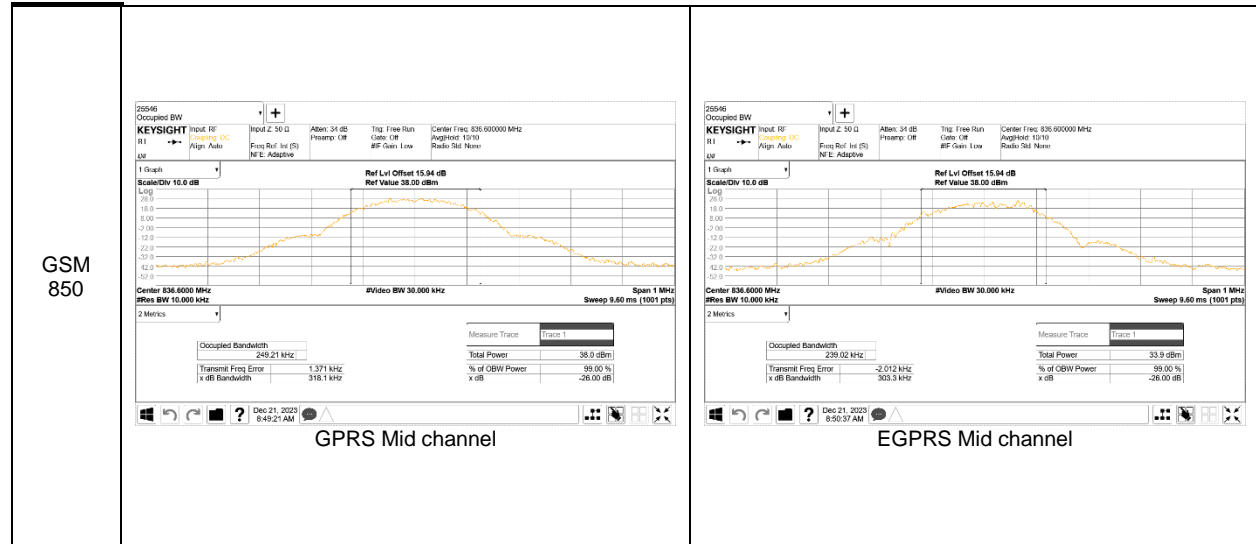 GSM
850
25546
Occupied BW
KEYSIGHT Input: RF Input Z: 50 Ω Atten: 34 dB Trig: Free Run Center Freq: 836.600000 MHz
Coupling: DC Preamp: Off Gate: Off Avg|Hold: 10/10
Align: Auto Freq Ref: Int (S) #IF Gain: Low Radio Std: None
NFE: Adaptive
1 Graph
Ref Lvl Offset 15.94 dB
Scale/Div 10.0 dB Ref Value 38.00 dBm
Log
28.0
18.0
8.00
-2.00
-12.0
-22.0
-32.0
-42.0
-52.0
Center 836.6000 MHz #Video BW 30.000 kHz Span 1 MHz
#Res BW 10.000 kHz Sweep 9.60 ms (1001 pts)
2 Metrics
Measure Trace Trace 1
Occupied Bandwidth
249.21 kHz Total Power 38.0 dBm
Transmit Freq Error 1.371 kHz % of OBW Power 99.00 %
x dB Bandwidth 318.1 kHz x dB -26.00 dB
? Dec 21, 2023
8:49:21 AM
GPRS Mid channel
25546
Occupied BW
KEYSIGHT Input: RF Input Z: 50 Ω Atten: 34 dB Trig: Free Run Center Freq: 836.600000 MHz
Coupling: DC Preamp: Off Gate: Off Avg|Hold: 10/10
Align: Auto Freq Ref: Int (S) #IF Gain: Low Radio Std: None
NFE: Adaptive
1 Graph
Ref Lvl Offset 15.94 dB
Scale/Div 10.0 dB Ref Value 38.00 dBm
Log
28.0
18.0
8.00
-2.00
-12.0
-22.0
-32.0
-42.0
-52.0
Center 836.6000 MHz #Video BW 30.000 kHz Span 1 MHz
#Res BW 10.000 kHz Sweep 9.60 ms (1001 pts)
2 Metrics
Measure Trace Trace 1
Occupied Bandwidth
239.02 kHz Total Power 33.9 dBm
Transmit Freq Error -2.012 kHz % of OBW Power 99.00 %
x dB Bandwidth 303.3 kHz x dB -26.00 dB
? Dec 21, 2023
8:50:37 AM
EGPRS Mid channel